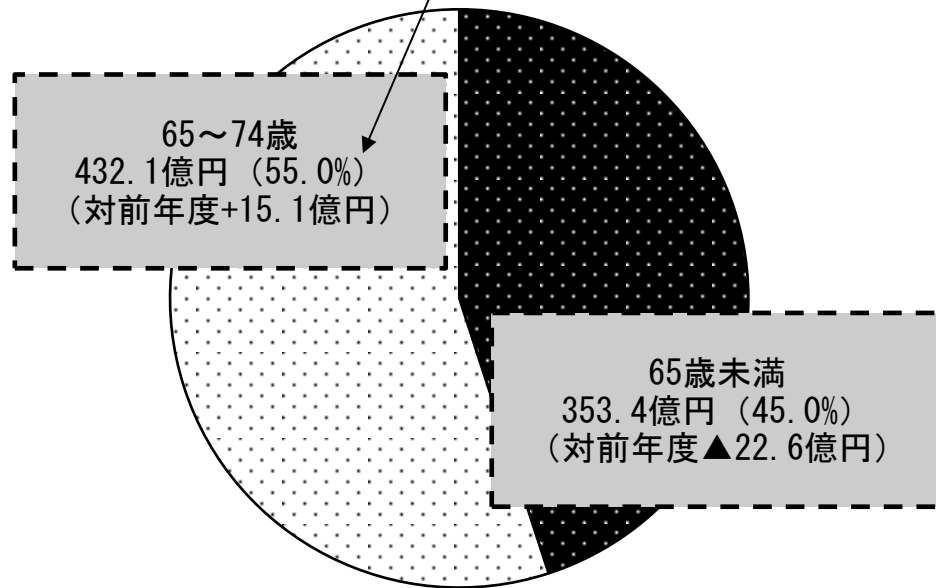 65～74歳
432.1億円（55.0%）
（対前年度+15.1億円）
65歳未満
353.4億円（45.0%）
（対前年度▲22.6億円）